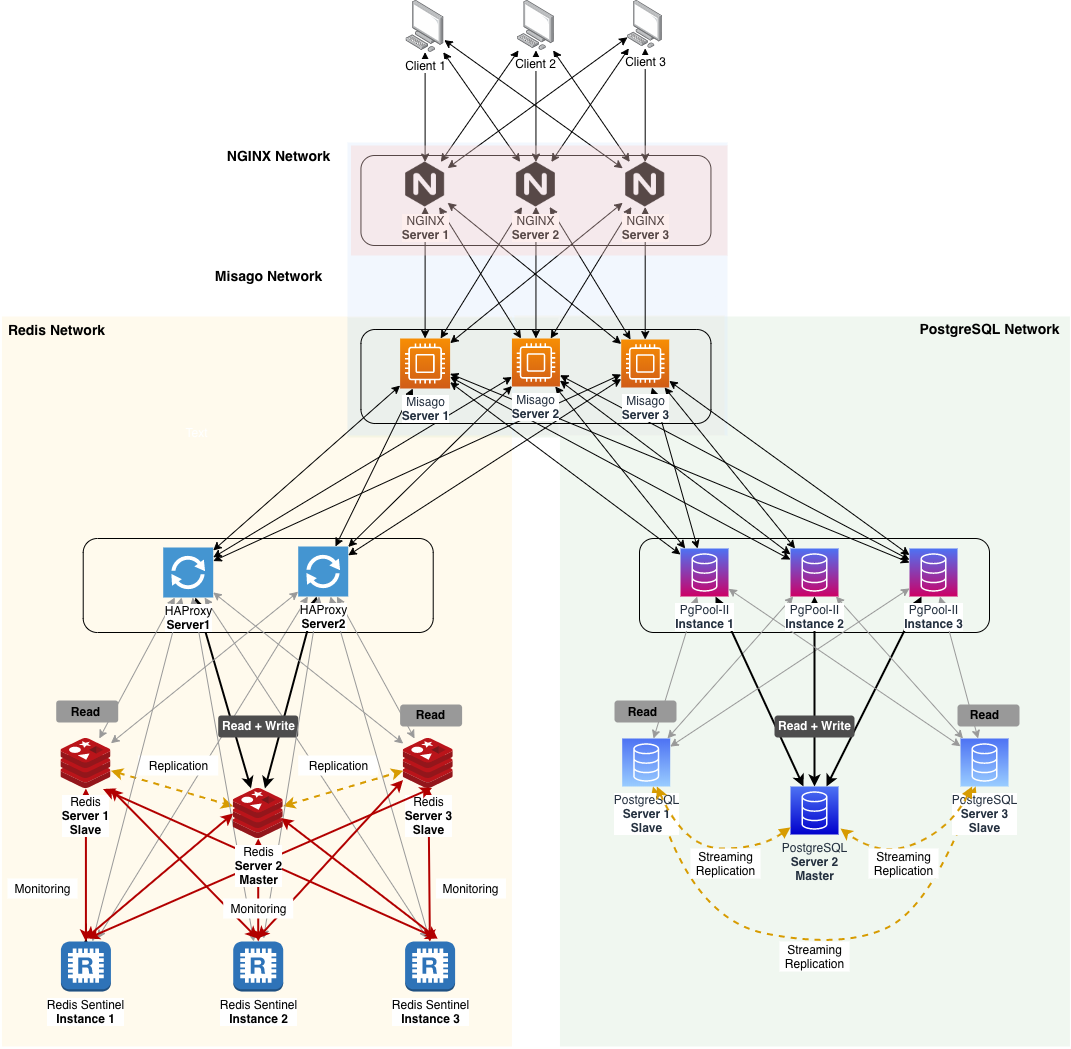 Client 1
Client 2
Client 3
NGINX Network
NGINX
Server 1
NGINX
Server 2
NGINX
Server 3
Misago Network
Redis Network
PostgreSQL Network
Misago
Server 1
Misago
Server 2
Misago
Server 3
HAProxy
Server1
HAProxy
Server2
PgPool-II
Instance 1
PgPool-II
Instance 2
PgPool-II
Instance 3
Read
Read + Write
Read
Read
Read + Write
Read
Replication
Replication
Redis
Server 1
Slave
Redis
Server 2
Master
Redis
Server 3
Slave
PostgreSQL
Server 1
Slave
PostgreSQL
Server 2
Master
PostgreSQL
Server 3
Slave
Streaming
Replication
Streaming
Replication
Streaming
Replication
Monitoring
Monitoring
Monitoring
R
R
R
Redis Sentinel
Instance 1
Redis Sentinel
Instance 2
Redis Sentinel
Instance 3